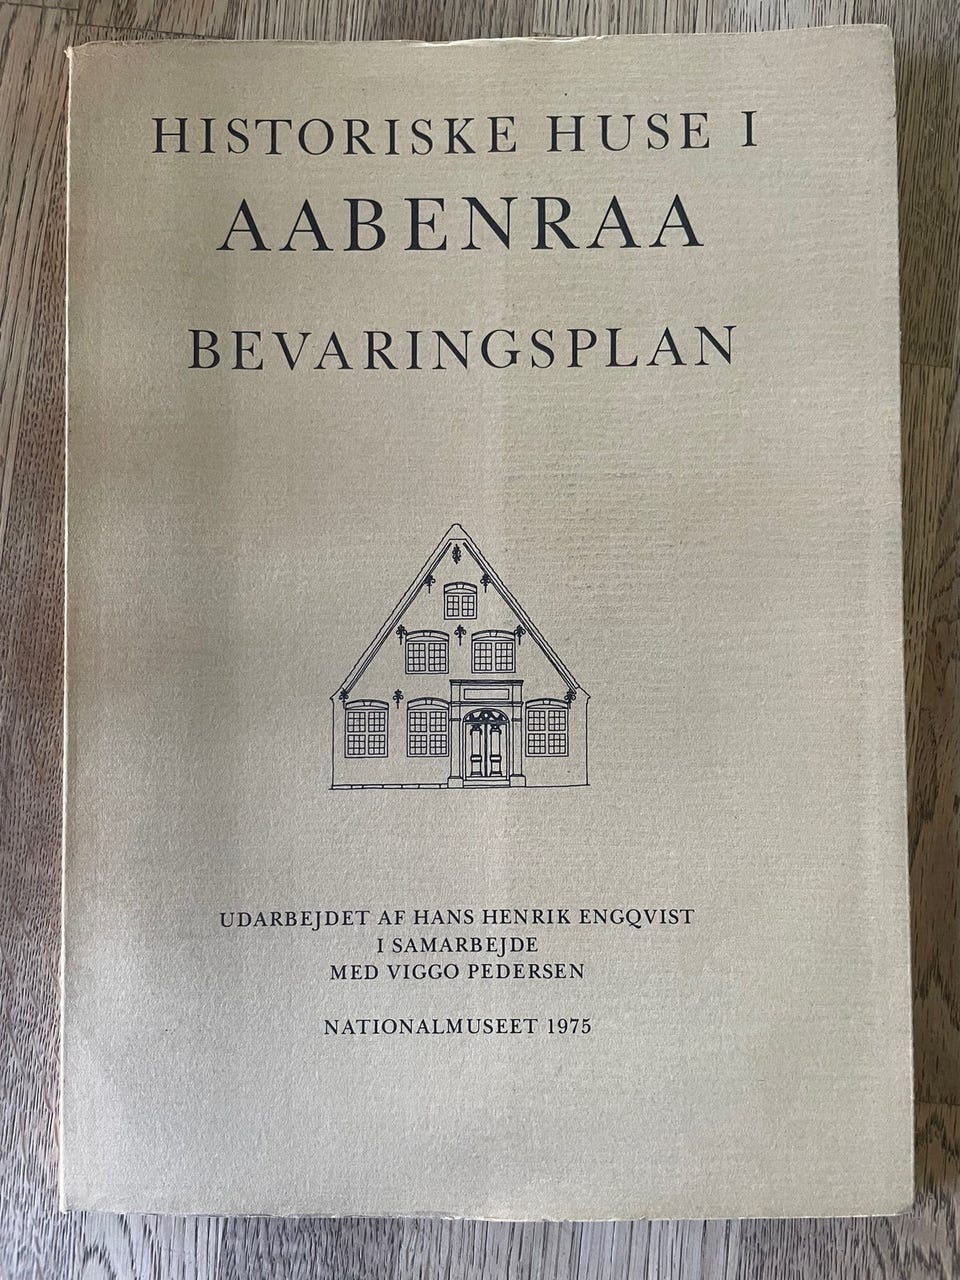 HISTORISKE HUSE I
AABENRAA
BEVARINGSPLAN
UDARBEJDET AF HANS HENRIK ENGQVIST
I SAMARBEJDE
MED VIGGO PEDERSEN
NATIONALMUSEET 1975